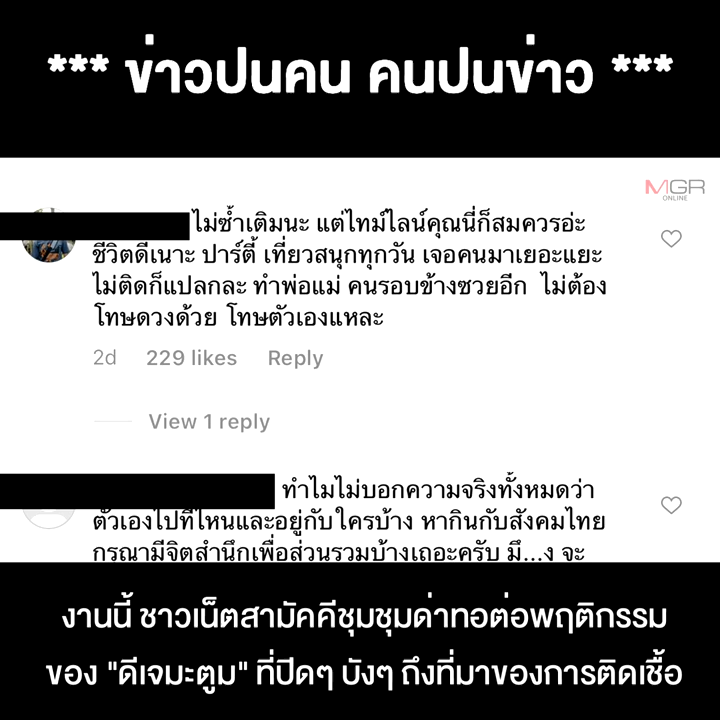 *** ข่าวปนคน คนปนข่าว ***
MGR
ONLINE
ไม่ซ้ำเติมนะ แต่ไทม์ไลน์คุณนี่ก็สมควรอ่ะ
ชีวิตดีเนาะ ปาร์ตี้ เที่ยวสนุกทุกวัน เจอคนมาเยอะแยะ
ไม่ติดก็แปลกละ ทำพ่อแม่ คนรอบข้างซวยอีก ไม่ต้อง
โทษดวงด้วย โทษตัวเองแหละ
2d 229 likes Reply
View 1 reply
ทำไมไม่บอกความจริงทั้งหมดว่า
ตัวเองไปที่ไหนและอยู่กับใครบ้าง หากินกับสังคมไทย
กรุณามีจิตสำนึกเพื่อส่วนรวมบ้างเถอะครับ มึ...ง จะ
งานนี้ ชาวเน็ตสามัคคีชุมชุมด่าทอต่อพฤติกรรม
ของ "ดีเจมะตูม" ที่ปิดๆ บังๆ ถึงที่มาของการติดเชื้อ